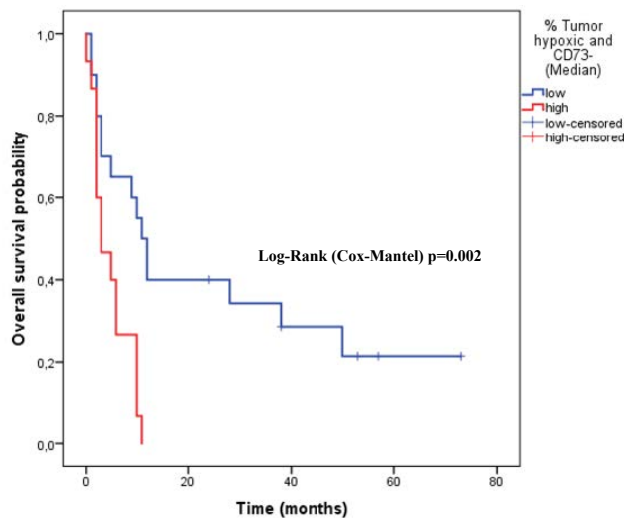 % Tumor
hypoxic and
CD73-
(Median)
low
high
low-censored
high-censored
1,0
0,8
0,6
0,4
0,2
0,0
Overall survival probability
Log-Rank (Cox-Mantel) p=0.002
0 20 40 60 80
Time (months)